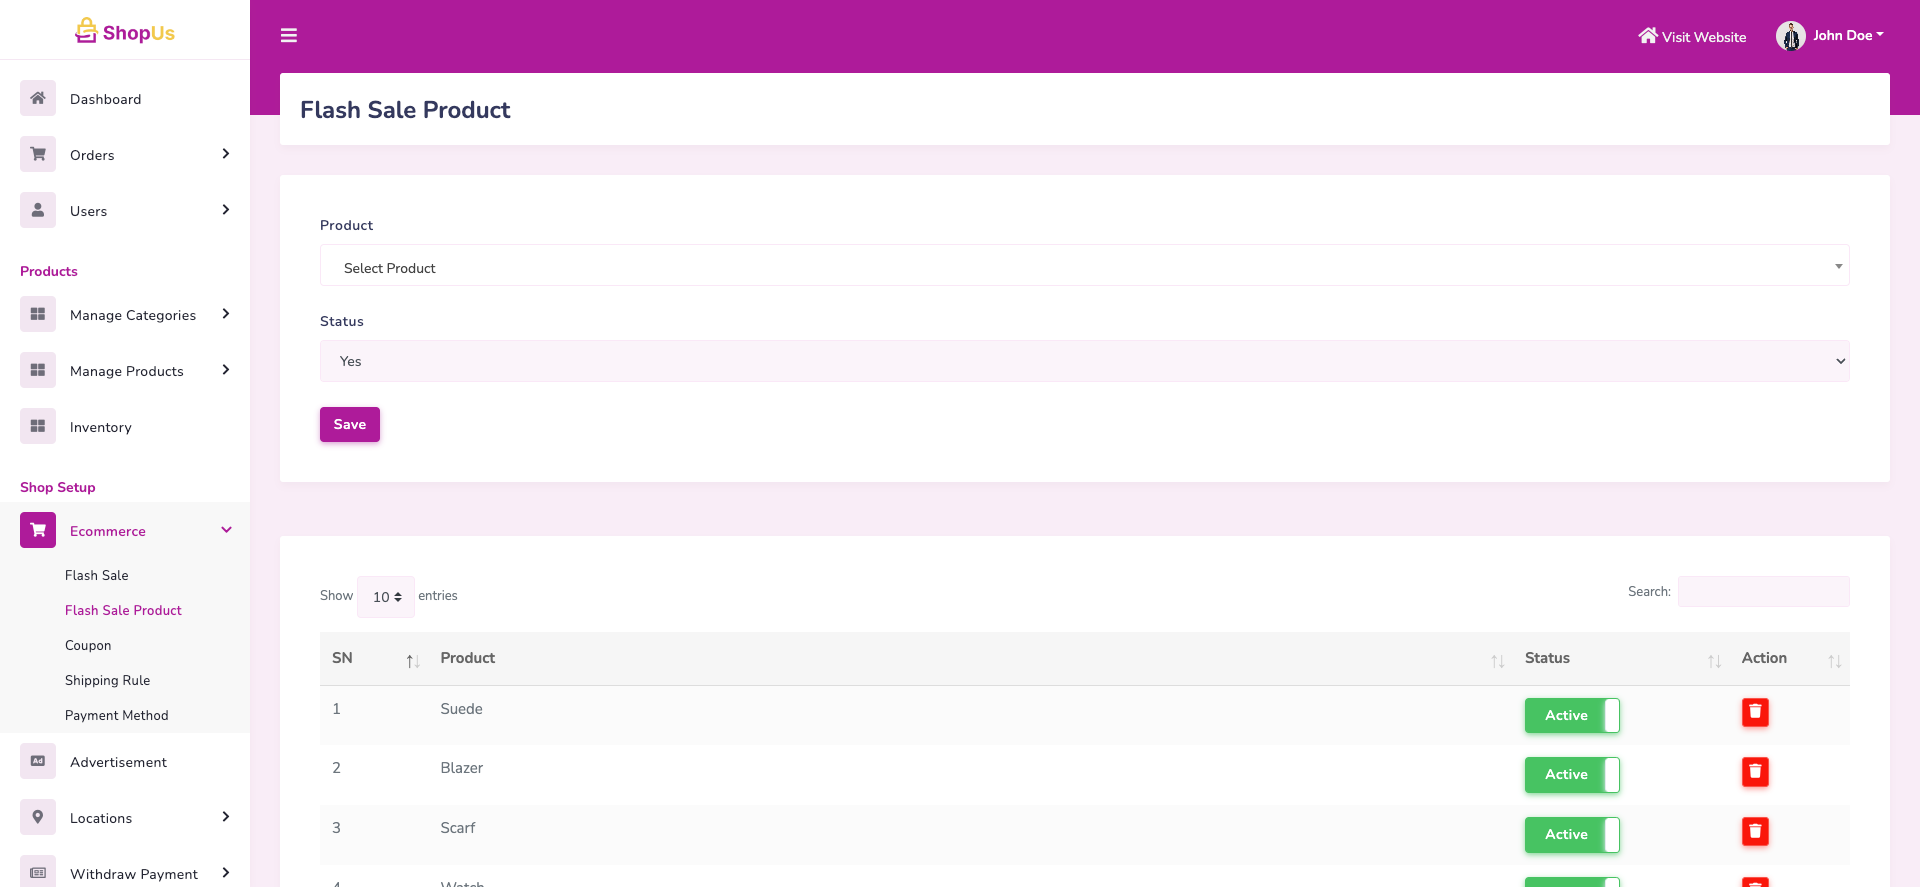 ShopUs
Dashboard
Orders
Users
Products
Manage Categories
Manage Products
Inventory
Shop Setup
Ecommerce
Flash Sale
Flash Sale Product
Coupon
Shipping Rule
Payment Method
Ad Advertisement
Locations
Withdraw Payment
Visit Website
John Doe
Flash Sale Product
Product
Select Product
Status
Yes
Save
Show 10 entries
Search:
SN Product Status Action
1 Suede Active
2 Blazer Active
3 Scarf Active
4 Watch